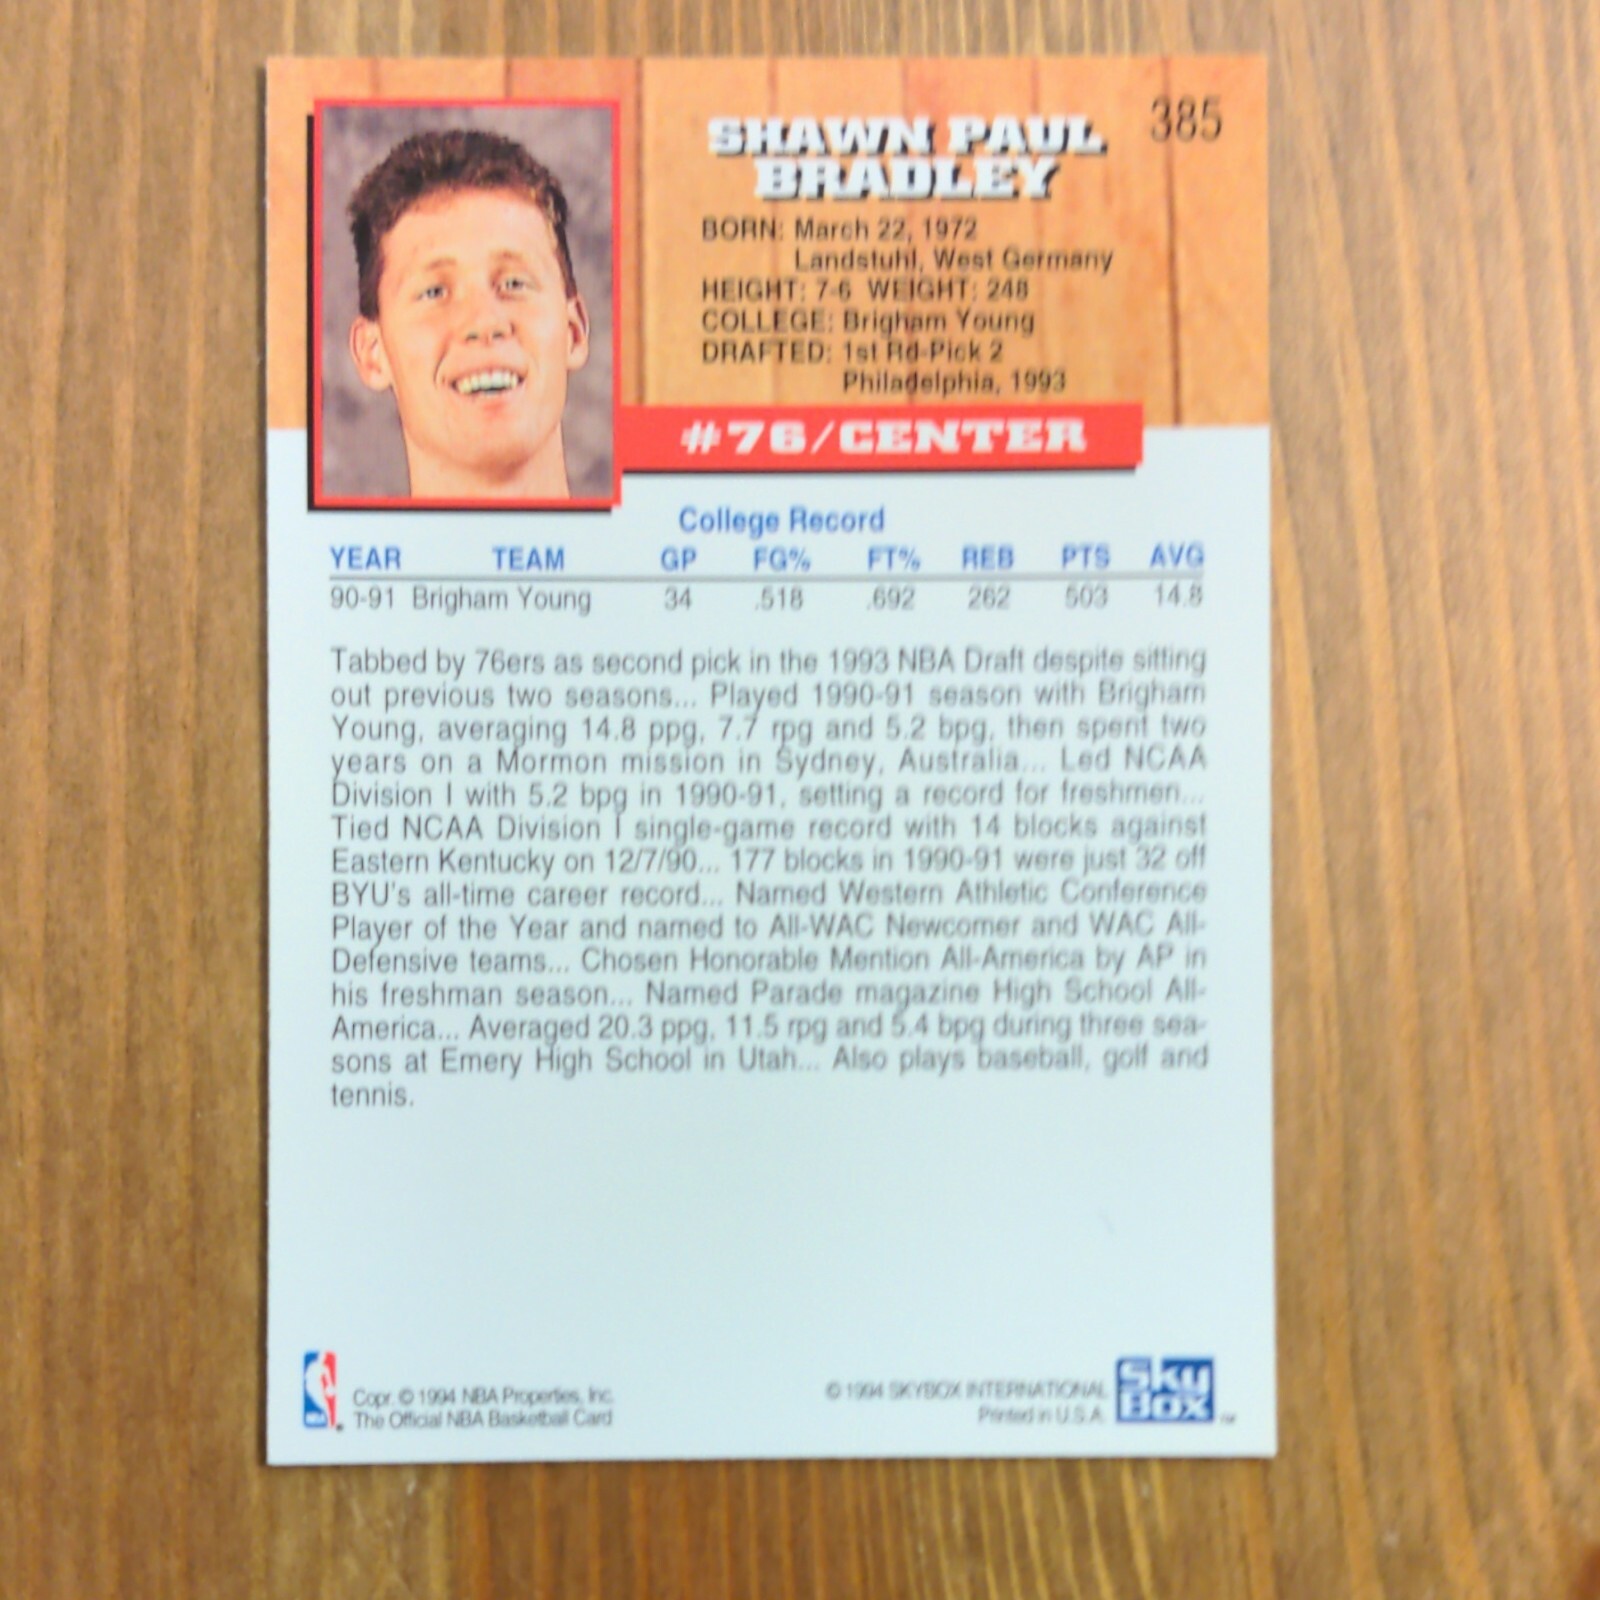 385
SHAWN PAUL
BRADLEY
BORN: March 22, 1972
Landstuhl, West Germany
HEIGHT: 7-6 WEIGHT: 248
COLLEGE: Brigham Young
DRAFTED: 1st Rd-Pick 2
Philadelphia, 1993
#76/CENTER
College Record
YEAR TEAM GP FG% FT% REB PTS AVG
90-91 Brigham Young 34 .518 .692 262 503 14.8
Tabbed by 76ers as second pick in the 1993 NBA Draft despite sitting
out previous two seasons... Played 1990-91 season with Brigham
Young, averaging 14.8 ppg, 7.7 rpg and 5.2 bpg, then spent two
years on a Mormon mission in Sydney, Australia... Led NCAA
Division I with 5.2 bpg in 1990-91, setting a record for freshmen...
Tied NCAA Division I single-game record with 14 blocks against
Eastern Kentucky on 12/7/90... 177 blocks in 1990-91 were just 32 off
BYU's all-time career record... Named Western Athletic Conference
Player of the Year and named to All-WAC Newcomer and WAC All-
Defensive teams... Chosen Honorable Mention All-America by AP in
his freshman season... Named Parade magazine High School All-
America... Averaged 20.3 ppg, 11.5 rpg and 5.4 bpg during three sea-
sons at Emery High School in Utah... Also plays baseball, golf and
tennis.
NBA
Copr. © 1994 NBA Properties, Inc.
The Official NBA Basketball Card
© 1994 SKYBOX INTERNATIONAL
Printed in U.S.A.
Sky
Box
TM